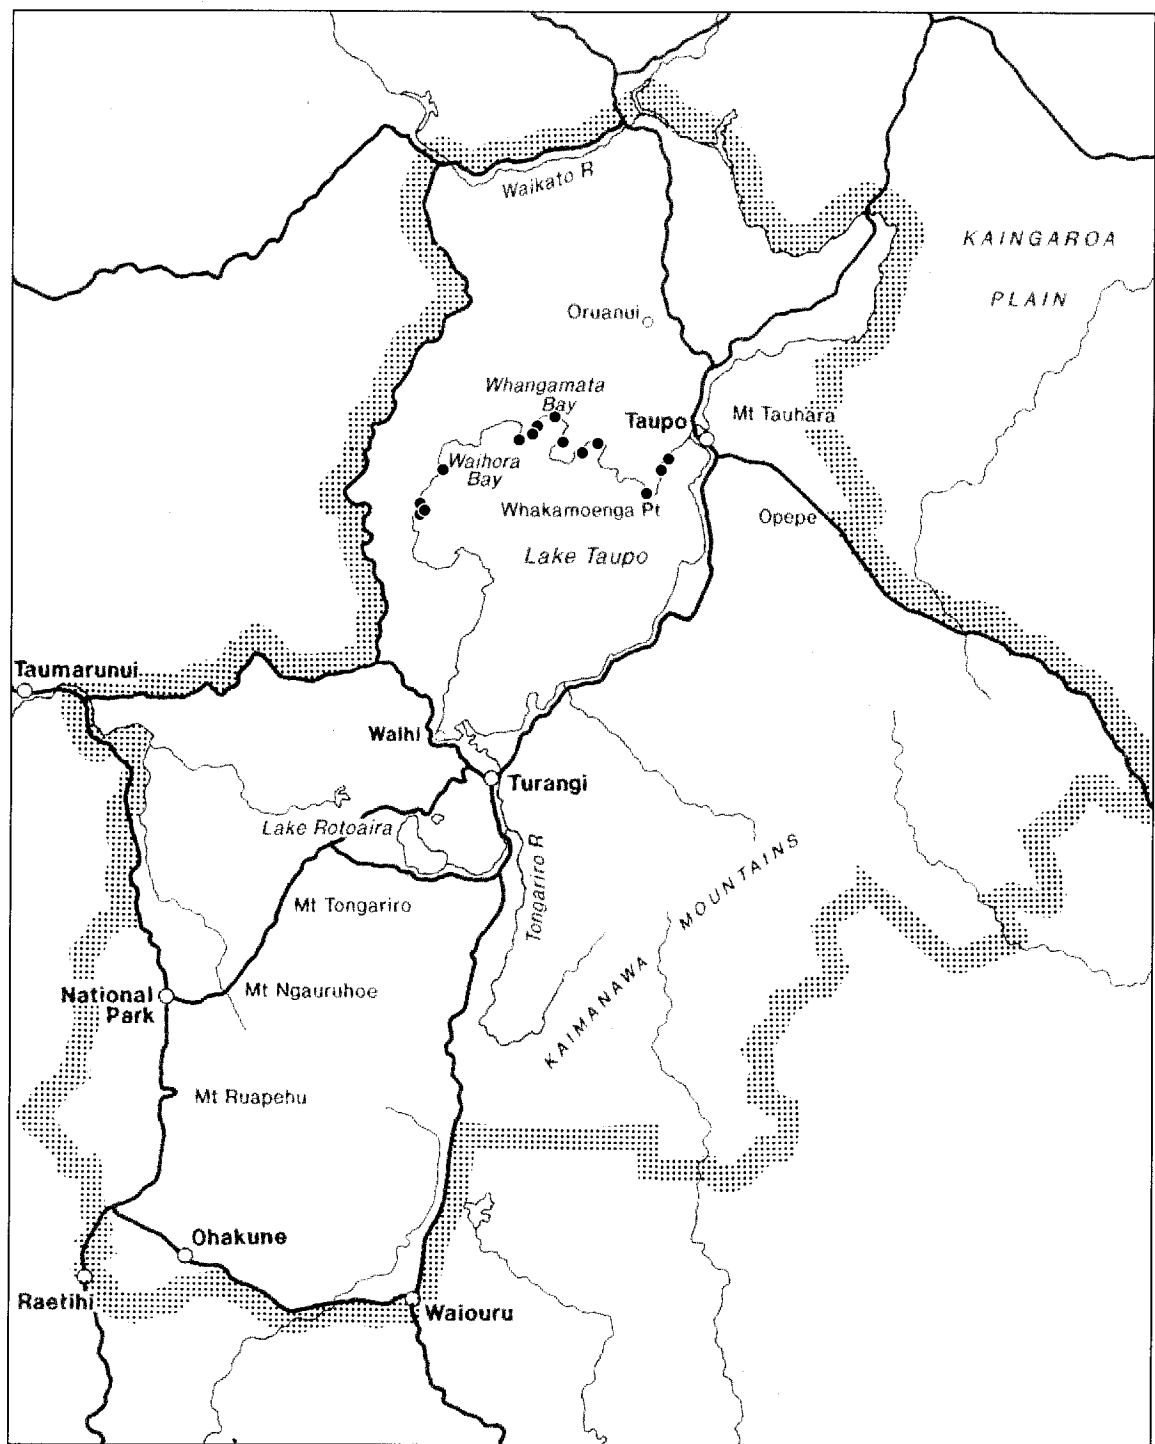 Waikato R
KAINGAROA
PLAIN
Oruanui
Whangamata
Bay
Taupo
Mt Tauhara
Waihora
Bay
Whakamoenga Pt
Opepe
Lake Taupo
Taumarunui
Waihi
Turangi
Lake Rotoaira
Tongariro R
KAIMANAWA MOUNTAINS
Mt Tongariro
National
Park
Mt Ngauruhoe
Mt Ruapehu
Ohakune
Raetihi
Waiouru